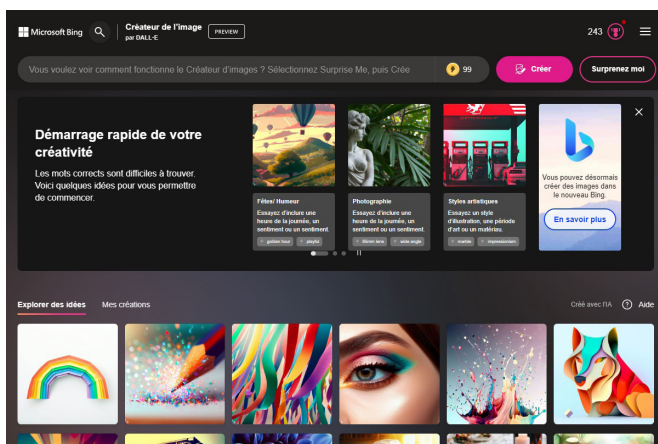 Microsoft Bing
Créateur de l'image
par DALL-E
PREVIEW
243
Vous voulez voir comment fonctionne le Créateur d'images ? Sélectionnez Surprise Me, puis Crée
99
Créer
Surprenez moi
Démarrage rapide de votre
créativité
Les mots corrects sont difficiles à trouver.
Voici quelques idées pour vous permettre
de commencer.
Fêtes/ Humeur
Essayez d'inclure une
heure de la journée, un
sentiment ou un sentiment.
+ golden hour
+ playful
Photographie
Essayez d'inclure une
heure de la journée, un
sentiment ou un sentiment.
+ 35mm lens
+ wide angle
Styles artistiques
Essayez un style
d'illustration, une période
d'art ou un matériau.
+ marble
+ impressionism
Vous pouvez désormais
créer des images dans
le nouveau Bing.
En savoir plus
Explorer des idées
Mes créations
Créé avec l'IA
Aide